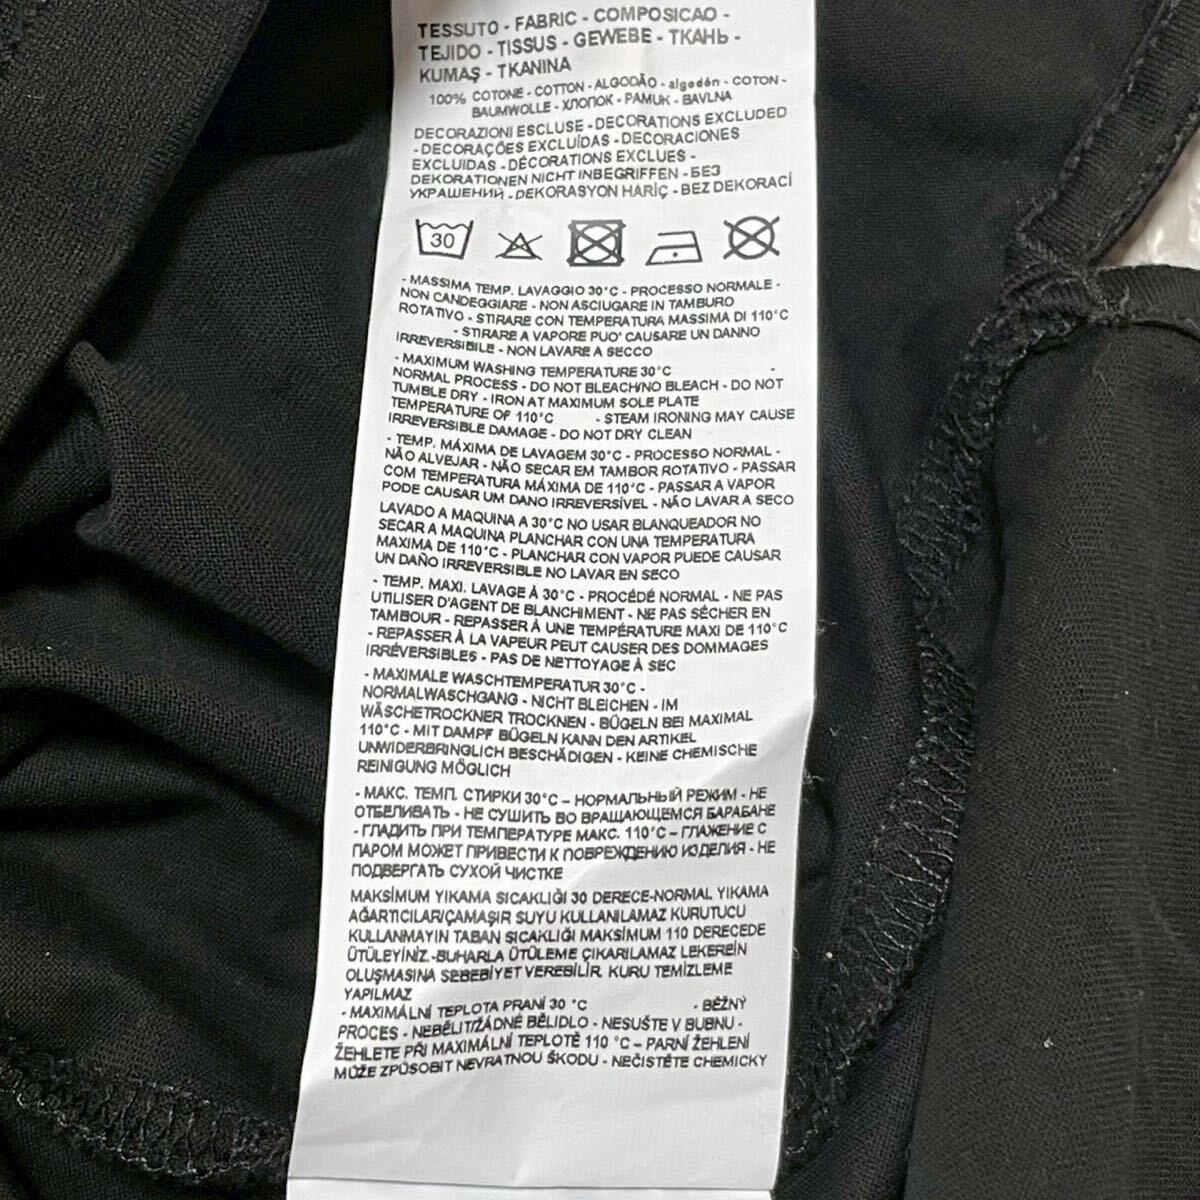 TESSUTO - FABRIC - COMPOSICAO -
TEJIDO - TISSUS - GEWEBE - ТКАНЬ -
KUMAŞ - TKANINA
100% COTONE - COTTON - ALGODÃO - algodón - COTON -
BAUMWOLLE - ХЛОПОК - PAMUK - BAVLNA
DECORAZIONI ESCLUSE - DECORATIONS EXCLUDED
- DECORAÇÕES EXCLUÍDAS - DECORACIONES
EXCLUIDAS - DÉCORATIONS EXCLUES -
DEKORATIONEN NICHT INBEGRIFFEN - БЕЗ
УКРАШЕНИЙ - DEKORASYON HARİÇ - BEZ DEKORACÍ
30
- MASSIMA TEMP. LAVAGGIO 30°C - PROCESSO NORMALE -
NON CANDEGGIARE - NON ASCIUGARE IN TAMBURO
ROTATIVO - STIRARE CON TEMPERATURA MASSIMA DI 110°C
- STIRARE A VAPORE PUO' CAUSARE UN DANNO
IRREVERSIBILE - NON LAVARE A SECCO
- MAXIMUM WASHING TEMPERATURE 30°C -
NORMAL PROCESS - DO NOT BLEACH/NO BLEACH - DO NOT
TUMBLE DRY - IRON AT MAXIMUM SOLE PLATE
TEMPERATURE OF 110°C - STEAM IRONING MAY CAUSE
IRREVERSIBLE DAMAGE - DO NOT DRY CLEAN
- TEMP. MÁXIMA DE LAVAGEM 30°C - PROCESSO NORMAL -
NÃO ALVEJAR - NÃO SECAR EM TAMBOR ROTATIVO - PASSAR
COM TEMPERATURA MÁXIMA DE 110°C - PASSAR A VAPOR
PODE CAUSAR UM DANO IRREVERSÍVEL - NÃO LAVAR A SECO
LAVADO A MAQUINA A 30°C NO USAR BLANQUEADOR NO
SECAR A MAQUINA PLANCHAR CON UNA TEMPERATURA
MAXIMA DE 110°C - PLANCHAR CON VAPOR PUEDE CAUSAR
UN DAÑO IRREVERSIBLE NO LAVAR EN SECO
- TEMP. MAXI. LAVAGE À 30°C - PROCÉDÉ NORMAL - NE PAS
UTILISER D'AGENT DE BLANCHIMENT - NE PAS SÉCHER EN
TAMBOUR - REPASSER À UNE TEMPÉRATURE MAXI DE 110°C
- REPASSER À LA VAPEUR PEUT CAUSER DES DOMMAGES
IRRÉVERSIBLES - PAS DE NETTOYAGE À SEC
- MAXIMALE WASCHTEMPERATUR 30°C -
NORMALWASCHGANG - NICHT BLEICHEN - IM
WÄSCHETROCKNER TROCKNEN - BÜGELN BEI MAXIMAL
110°C - MIT DAMPF BÜGELN KANN DEN ARTIKEL
UNWIDERBRINGLICH BESCHÄDIGEN - KEINE CHEMISCHE
REINIGUNG MÖGLICH
- МАКС. ТЕМП. СТИРКИ 30°C – НОРМАЛЬНЫЙ РЕЖИМ - НЕ
ОТБЕЛИВАТЬ - НЕ СУШИТЬ ВО ВРАЩАЮЩЕМСЯ БАРАБАНЕ
- ГЛАДИТЬ ПРИ ТЕМПЕРАТУРЕ МАКС. 110°C – ГЛАЖЕНИЕ С
ПАРОМ МОЖЕТ ПРИВЕСТИ К ПОВРЕЖДЕНИЮ ИЗДЕЛИЯ - НЕ
ПОДВЕРГАТЬ СУХОЙ ЧИСТКЕ
MAKSİMUM YIKAMA SICAKLIĞI 30 DERECE-NORMAL YIKAMA
AĞARTICILAR/ÇAMAŞIR SUYU KULLANILAMAZ KURUTUCU
KULLANMAYIN TABAN SICAKLIĞI MAKSİMUM 110 DERECEDE
ÜTÜLEYİNİZ.-BUHARLA ÜTÜLEME ÇIKARILAMAZ LEKEREİN
OLUŞMASINA SEBEBİYET VEREBİLİR. KURU TEMİZLEME
YAPILMAZ
- MAXIMÁLNÍ TEPLOTA PRANÍ 30 °C - BĚŽNÝ
PROCES - NEBĚLIT/ŽÁDNÉ BĚLIDLO - NESUŠTE V BUBNU -
ŽEHLETE PŘI MAXIMÁLNÍ TEPLOTĚ 110 °C – PARNÍ ŽEHLENÍ
MŮŽE ZPŮSOBIT NEVRATNOU ŠKODU - NEČISTĚTE CHEMICKY